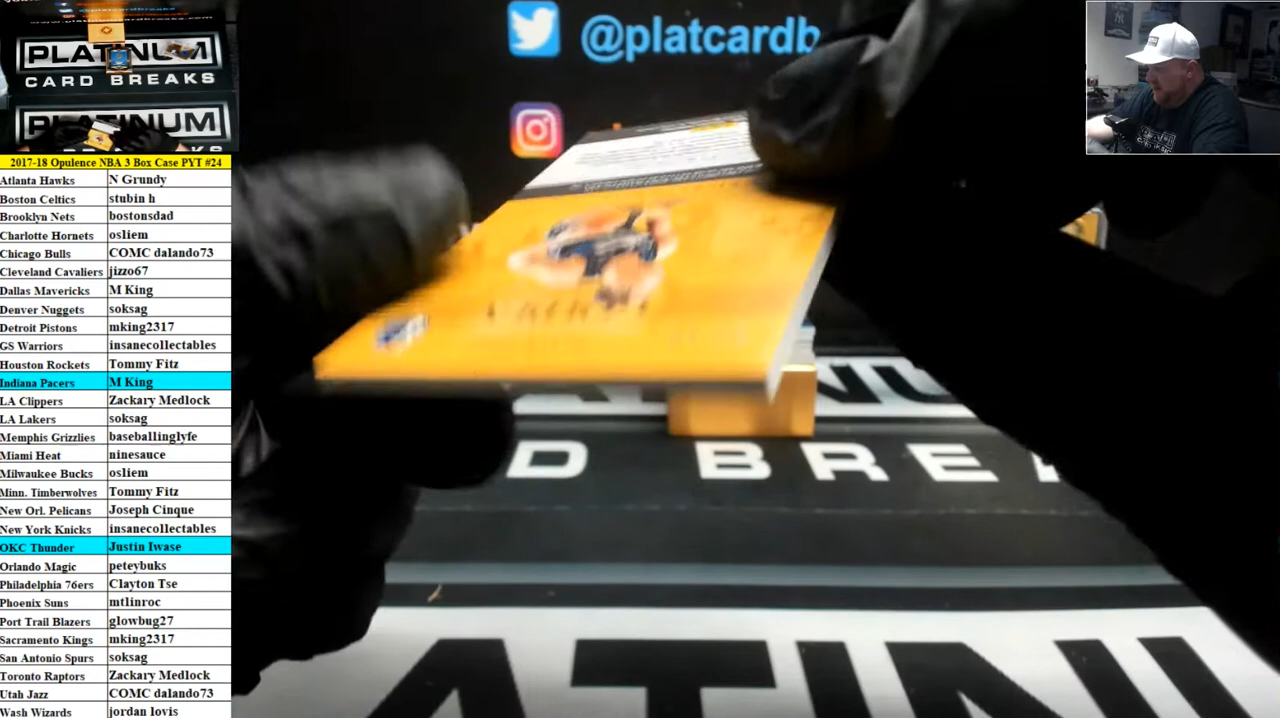 @platcardb
PLATINUM
CARD BREAKS
PLATINUM
2017-18 Opulence NBA 3 Box Case PYT #24
Atlanta Hawks N Grundy
Boston Celtics stubin h
Brooklyn Nets bostonsdad
Charlotte Hornets osliem
Chicago Bulls COMC dalando73
Cleveland Cavaliers jizzo67
Dallas Mavericks M King
Denver Nuggets soksag
Detroit Pistons mking2317
GS Warriors insanecollectables
Houston Rockets Tommy Fitz
Indiana Pacers M King
LA Clippers Zackary Medlock
LA Lakers soksag
Memphis Grizzlies baseballinglyfe
Miami Heat ninesauce
Milwaukee Bucks osliem
Minn. Timberwolves Tommy Fitz
New Orl. Pelicans Joseph Cinque
New York Knicks insanecollectables
OKC Thunder Justin Iwase
Orlando Magic peteybuks
Philadelphia 76ers Clayton Tse
Phoenix Suns mtlinroc
Port Trail Blazers glowbug27
Sacramento Kings mking2317
San Antonio Spurs soksag
Toronto Raptors Zackary Medlock
Utah Jazz COMC dalando73
Wash Wizards jordan lovis
D BRE
ATINU